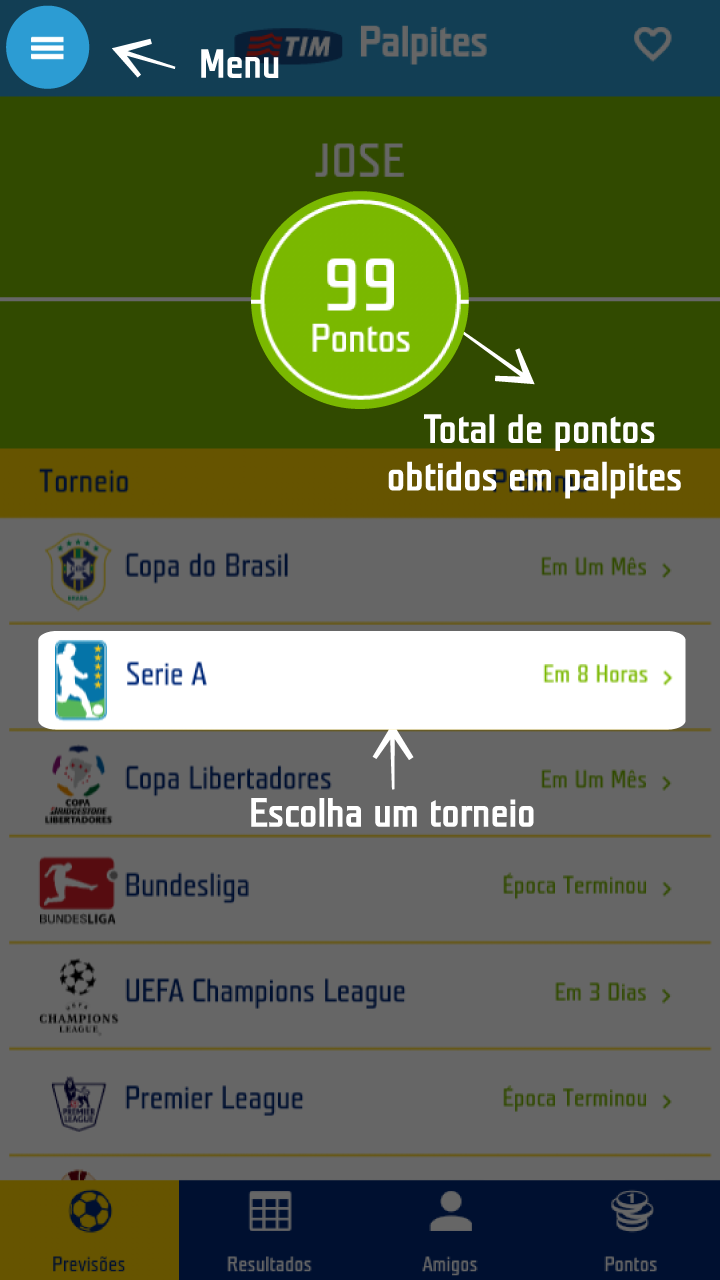 TIM Palpites
Menu
JOSE
99
Pontos
Total de pontos
obtidos em palpites
Torneio
Copa do Brasil Em Um Mês
BRASIL
Serie A Em 8 Horas
Copa Libertadores Em Um Mês
COPA
BRIDGESTONE
LIBERTADORES
Escolha um torneio
Bundesliga Época Terminou
BUNDESLIGA
UEFA Champions League Em 3 Dias
CHAMPIONS
LEAGUE
Premier League Época Terminou
PREMIER
LEAGUE
1
Previsões Resultados Amigos Pontos